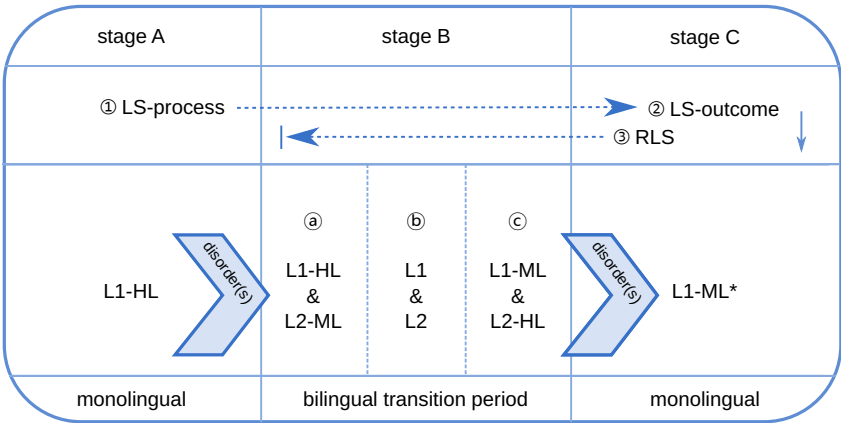 stage A
stage B
stage C
① LS-process
② LS-outcome
③ RLS
ⓐ
ⓑ
ⓒ
disorder(s)
disorder(s)
L1-HL
L1-HL
&
L2-ML
L1
&
L2
L1-ML
&
L2-HL
L1-ML*
monolingual
bilingual transition period
monolingual